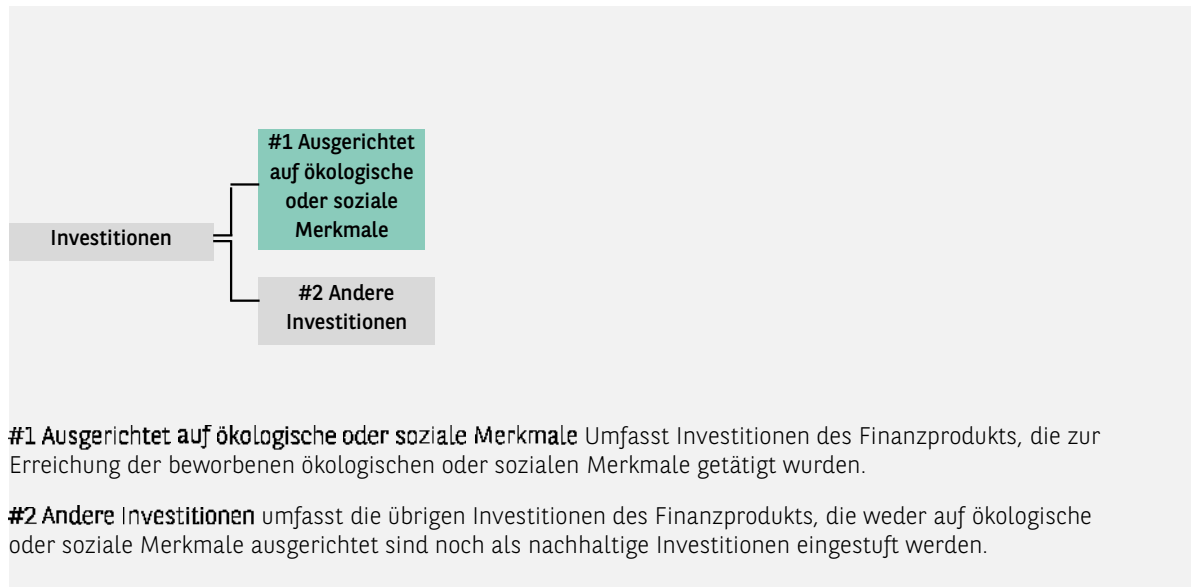 #1 Ausgerichtet
auf ökologische
oder soziale
Merkmale
Investitionen
#2 Andere
Investitionen
#1 Ausgerichtet auf ökologische oder soziale Merkmale Umfasst Investitionen des Finanzprodukts, die zur
Erreichung der beworbenen ökologischen oder sozialen Merkmale getätigt wurden.
#2 Andere Investitionen umfasst die übrigen Investitionen des Finanzprodukts, die weder auf ökologische
oder soziale Merkmale ausgerichtet sind noch als nachhaltige Investitionen eingestuft werden.